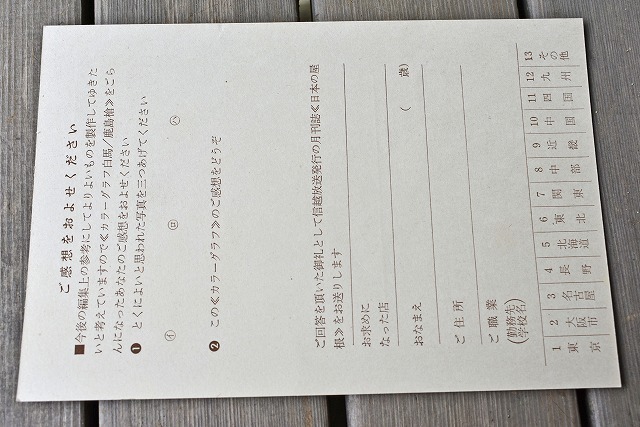 ご感想をおよせください
■今後の編集上の参考にしてよりよいものを製作してゆきた
いと考えていますので≪カラーグラフ白馬/鹿島槍≫をごら
んになったあなたのご感想をおよせください
❶ とくによいと思われた写真を三つあげてください
㋑ ㋺ ㋩
❷ この≪カラーグラフ≫のご感想をどうぞ
ご回答を頂いた御礼として信越放送発行の月刊誌≪日本の屋
根≫をお送りします
お求めに
なった店
おなまえ ( 歳)
ご住所
ご職業
(勤務先
学校名)
1 2 3 4 5 6 7 8 9 10 11 12 13
東京 大阪市 名古屋 長野 北海道 東北 関東 中部 近畿 中国 四国 九州 その他